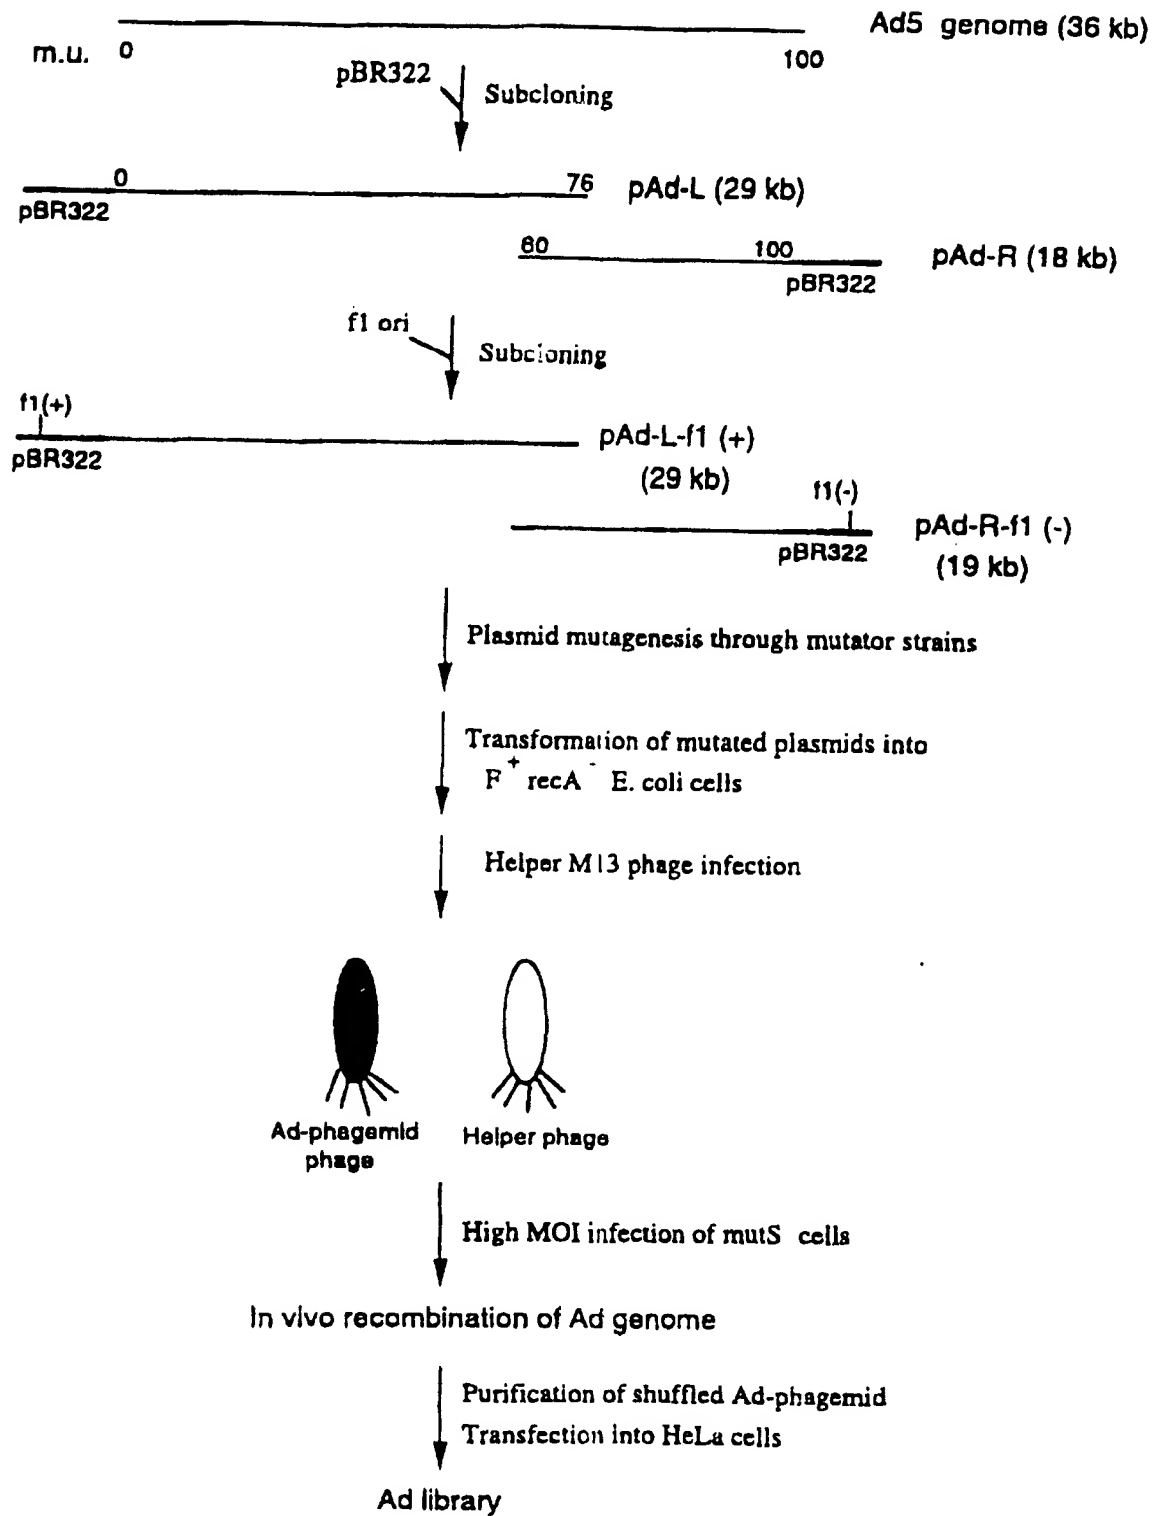 Ad5 genome (36 kb)
m.u. 0 100
pBR322 Subcloning
0 76 pAd-L (29 kb)
pBR322
60 100 pAd-R (18 kb)
pBR322
f1 ori Subcloning
f1(+)
pAd-L-f1 (+)
pBR322
(29 kb)
f1(-)
pAd-R-f1 (-)
pBR322
(19 kb)
Plasmid mutagenesis through mutator strains
Transformation of mutated plasmids into
F+ recA- E. coli cells
Helper M13 phage infection
Ad-phagemid Helper phage
phage
High MOI infection of mutS cells
In vivo recombination of Ad genome
Purification of shuffled Ad-phagemid
Transfection into HeLa cells
Ad library